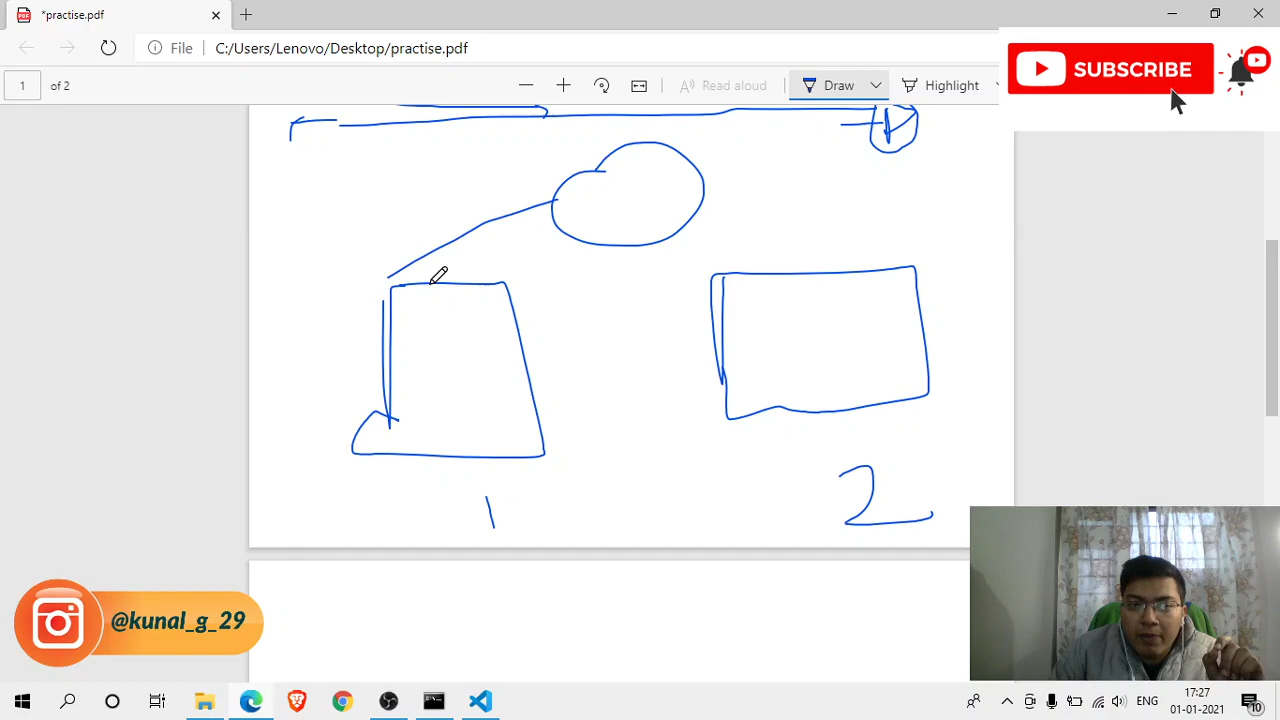 *practise.pdf
File
C:/Users/Lenovo/Desktop/practise.pdf
SUBSCRIBE
1 of 2
Read aloud
Draw
Highlight
1
2
@kunal_g_29
ENG
17:27
01-01-2021
10